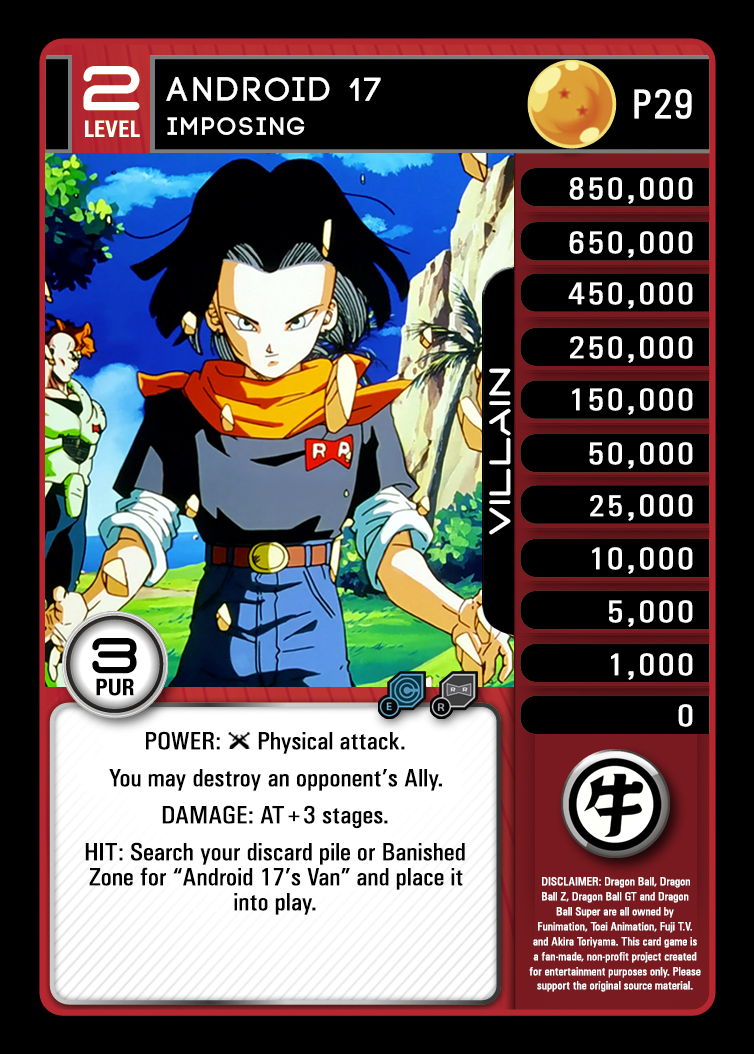 2
LEVEL
ANDROID 17
IMPOSING
P29
850,000
650,000
450,000
250,000
150,000
50,000
25,000
10,000
5,000
1,000
0
VILLAIN
RR
3
PUR
E
R
R R
POWER: Physical attack.
You may destroy an opponent's Ally.
DAMAGE: AT+3 stages.
HIT: Search your discard pile or Banished
Zone for “Android 17’s Van” and place it
into play.
牛
DISCLAIMER: Dragon Ball, Dragon
Ball Z, Dragon Ball GT and Dragon
Ball Super are all owned by
Funimation, Toei Animation, Fuji T.V.
and Akira Toriyama. This card game is
a fan-made, non-profit project created
for entertainment purposes only. Please
support the original source material.